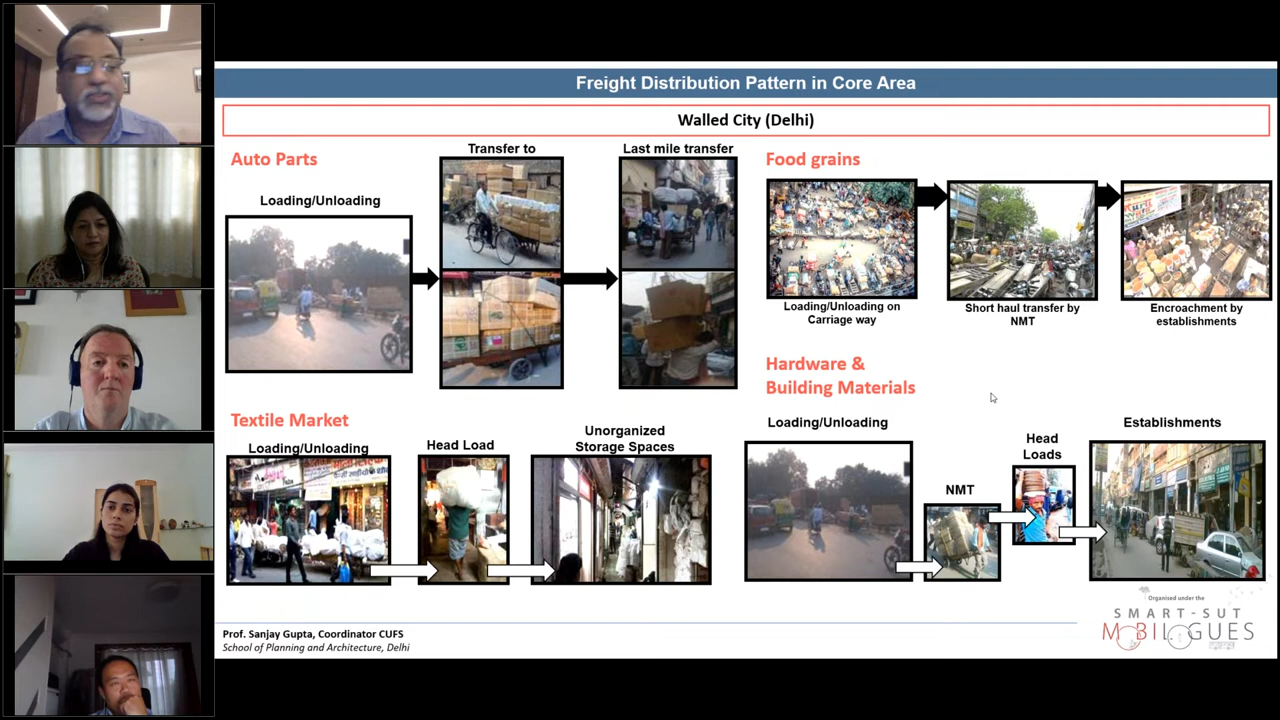 Freight Distribution Pattern in Core Area
Walled City (Delhi)
Auto Parts
Loading/Unloading
Transfer to
Last mile transfer
Food grains
Loading/Unloading on
Carriage way
Short haul transfer by
NMT
Encroachment by
establishments
Textile Market
Loading/Unloading
Head Load
Unorganized
Storage Spaces
Hardware &
Building Materials
Loading/Unloading
NMT
Head
Loads
Establishments
Prof. Sanjay Gupta, Coordinator CUFS
School of Planning and Architecture, Delhi
Organised under the
SMART-SUT
MOBILOGUES